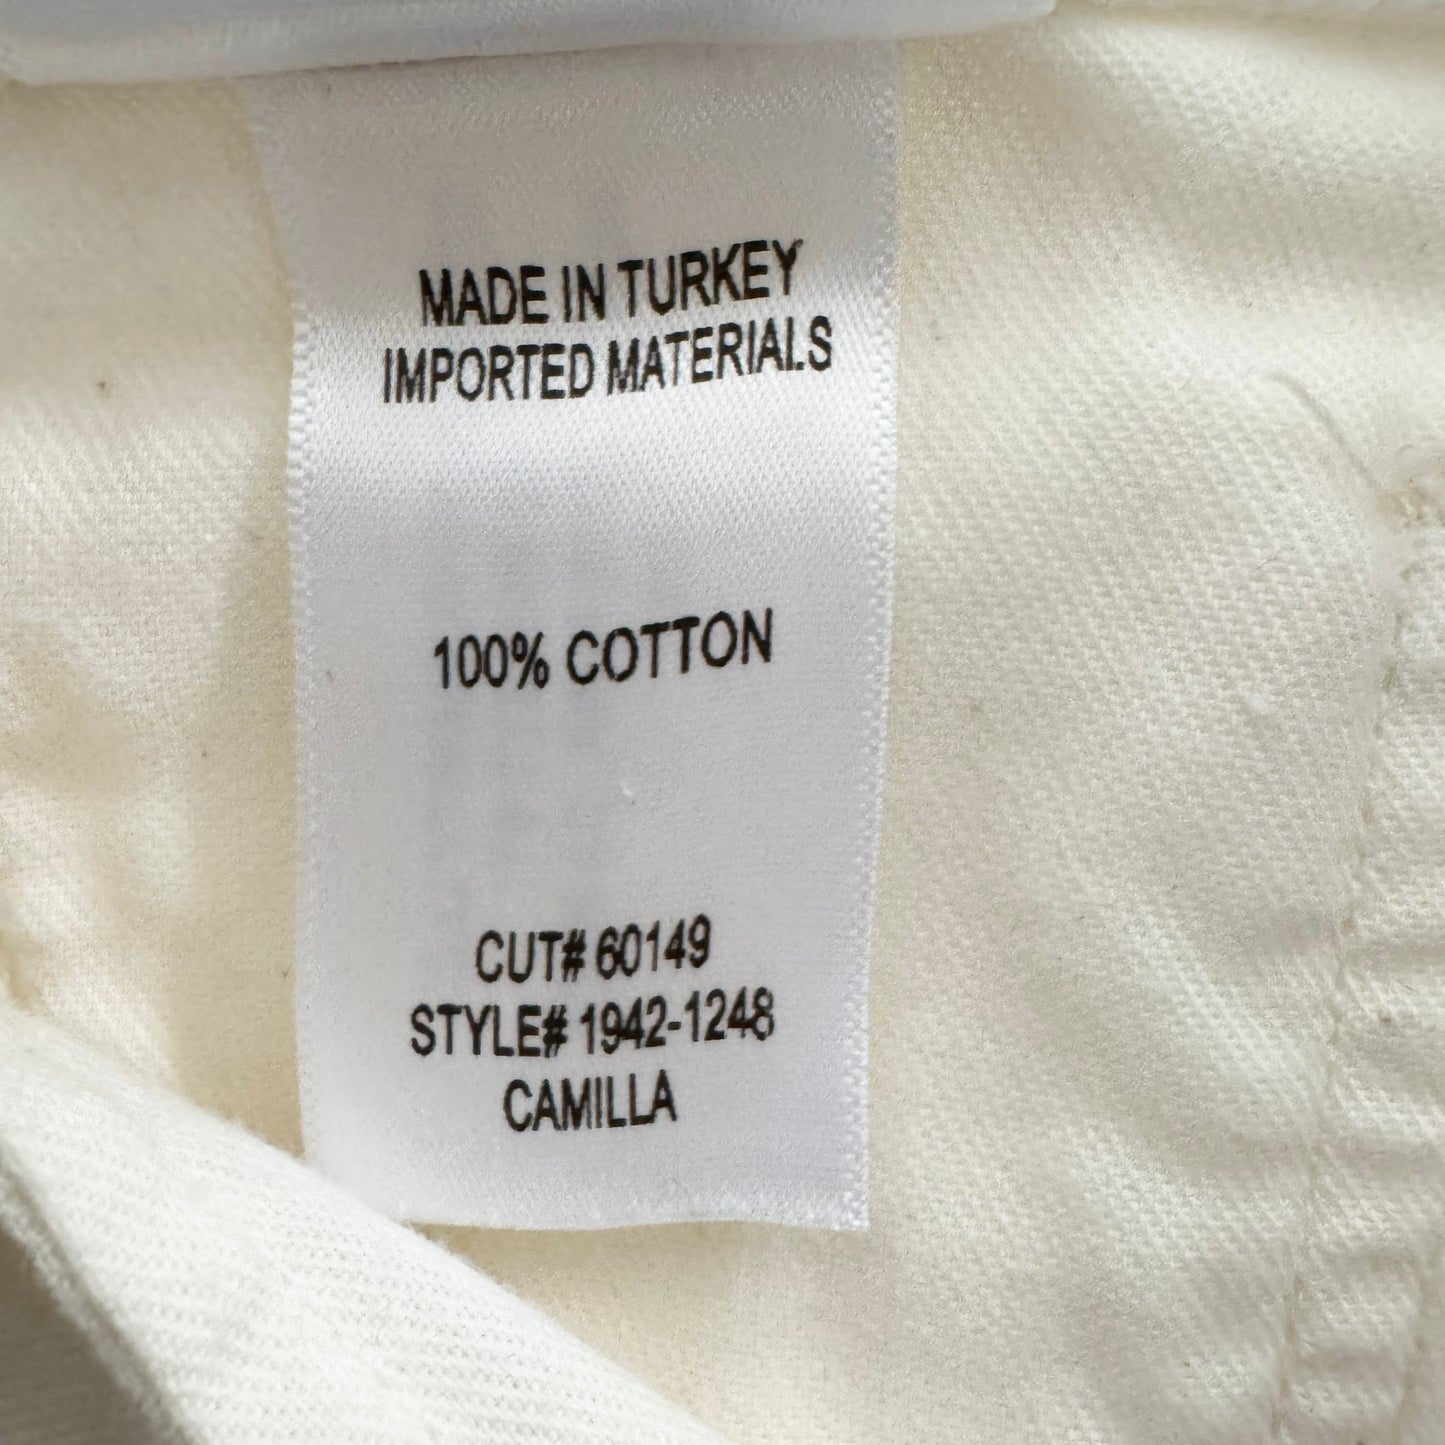 MADE IN TURKEY
IMPORTED MATERIALS
100% COTTON
CUT# 60149
STYLE# 1942-1248
CAMILLA